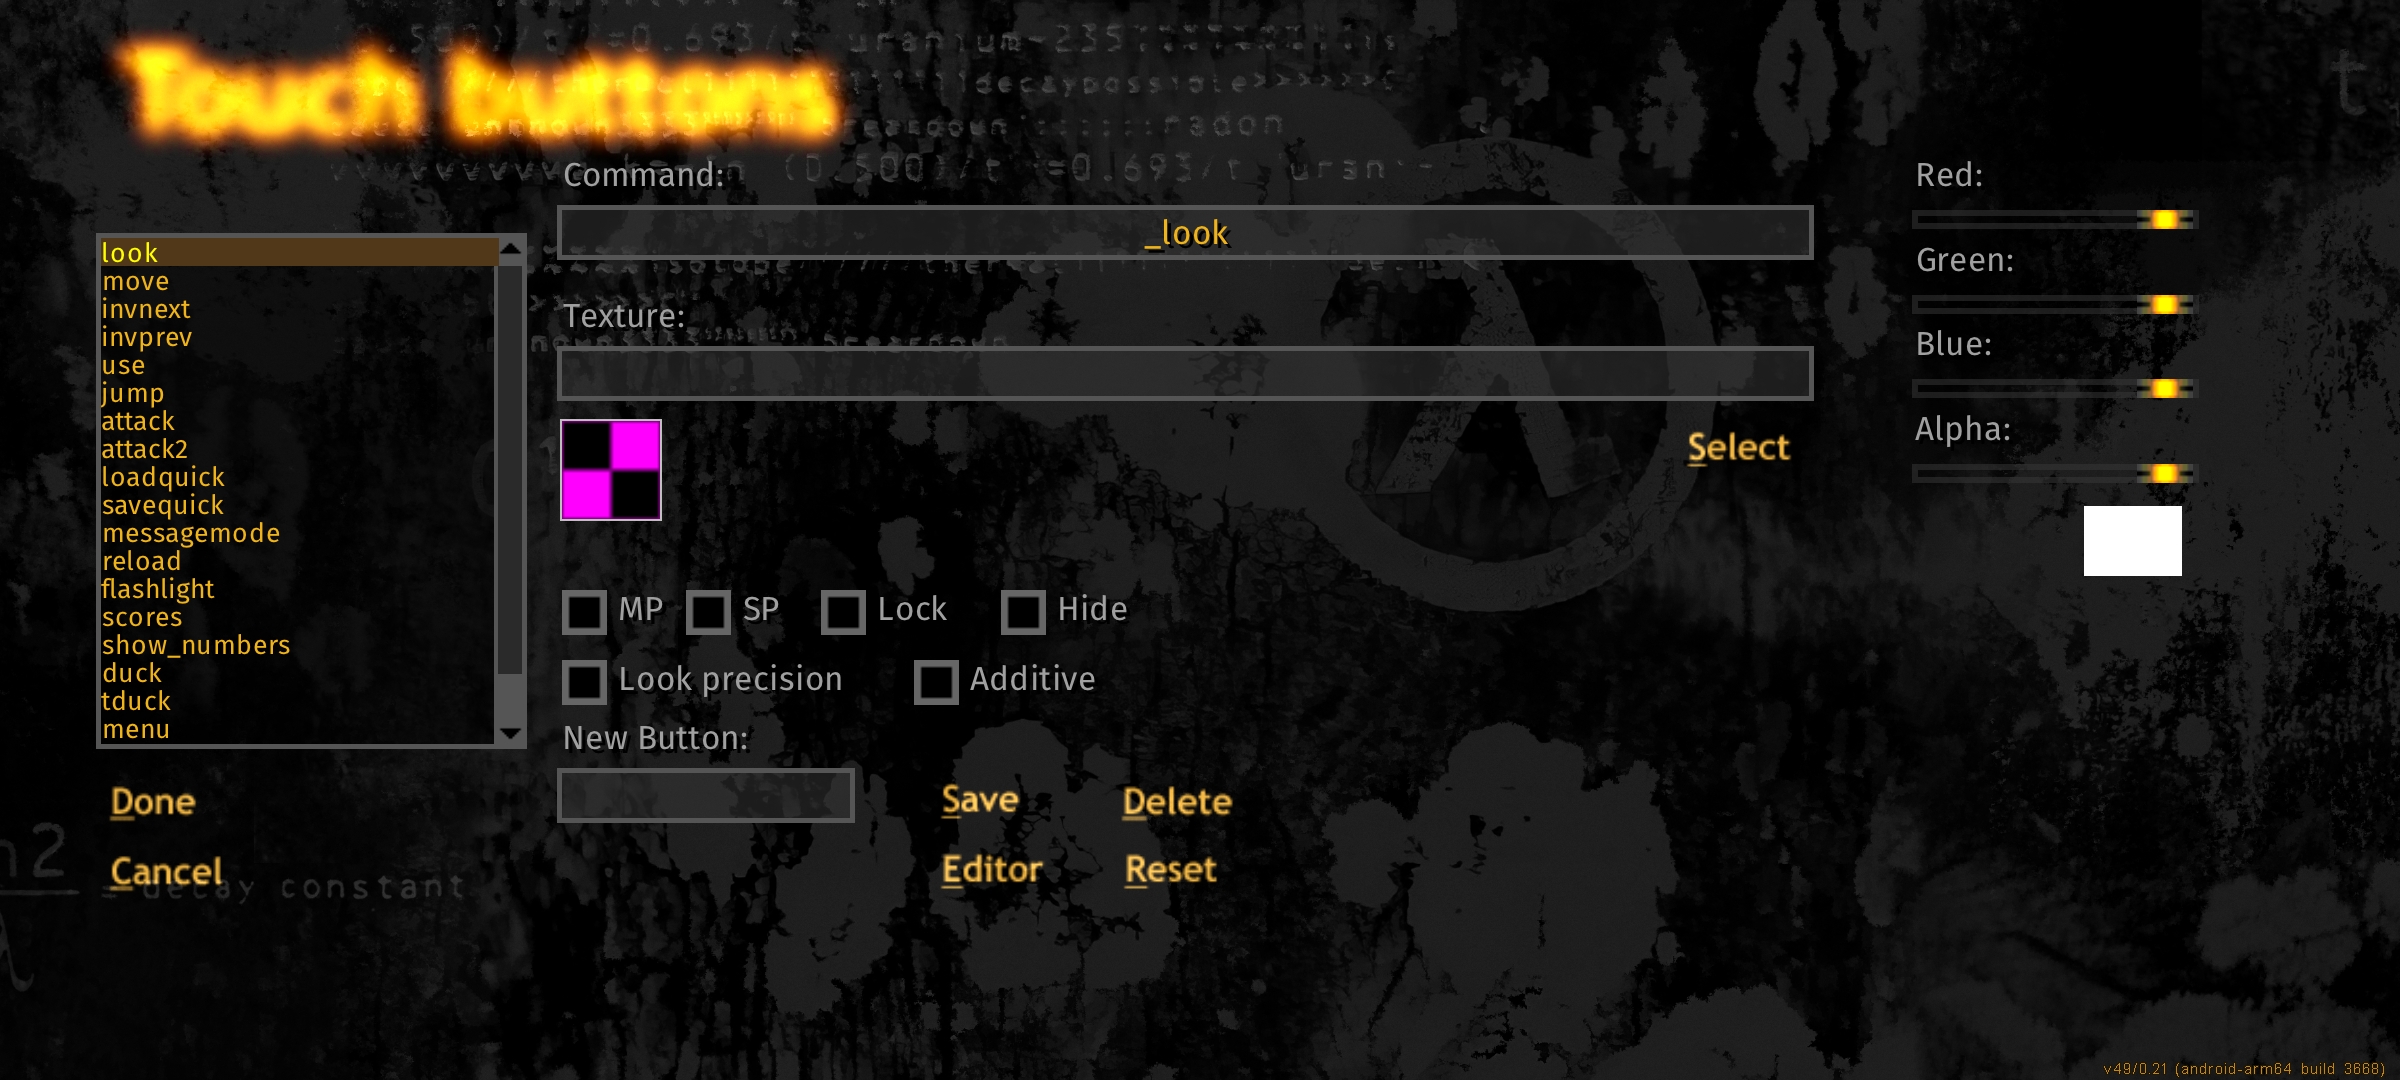 Touch buttons
Command:
_look
Texture:
Select
look
move
invnext
invprev
use
jump
attack
attack2
loadquick
savequick
messagemode
reload
flashlight
scores
show_numbers
duck
tduck
menu
MP
SP
Lock
Hide
Look precision
Additive
New Button:
Done
Cancel
Save
Delete
Editor
Reset
Red:
Green:
Blue:
Alpha:
decay constant
v49/0.21 (android-arm64 build 3668)